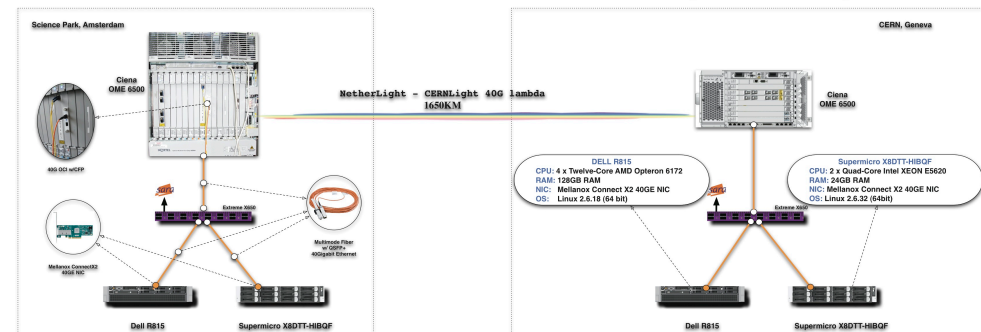 Science Park, Amsterdam
CERN, Geneva
Ciena
OME 6500
NetherLight - CERNLight 40G lambda
1650KM
Ciena
OME 6500
40G OCI w/CFP
DELL R815
CPU: 4 x Twelve-Core AMD Opteron 6172
RAM: 128GB RAM
NIC: Mellanox Connect X2 40GE NIC
OS: Linux 2.6.18 (64 bit)
Supermicro X8DTT-HIBQF
CPU: 2 x Quad-Core Intel XEON E5620
RAM: 24GB RAM
NIC: Mellanox Connect X2 40GE NIC
OS: Linux 2.6.32 (64bit)
sara
Extreme X650
sara
Extreme X650
Multimode Fiber
w/ QSFP+
40Gigabit Ethernet
Mellanox ConnectX2
40GE NIC
Dell R815
Supermicro X8DTT-HIBQF
Dell R815
Supermicro X8DTT-HIBQF